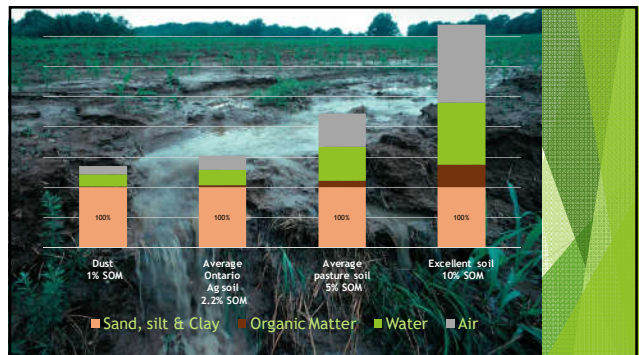 100%
100%
100%
100%
Dust
1% SOM
Average
Ontario
Ag soil
2.2% SOM
Average
pasture soil
5% SOM
Excellent soil
10% SOM
Sand, silt & Clay
Organic Matter
Water
Air